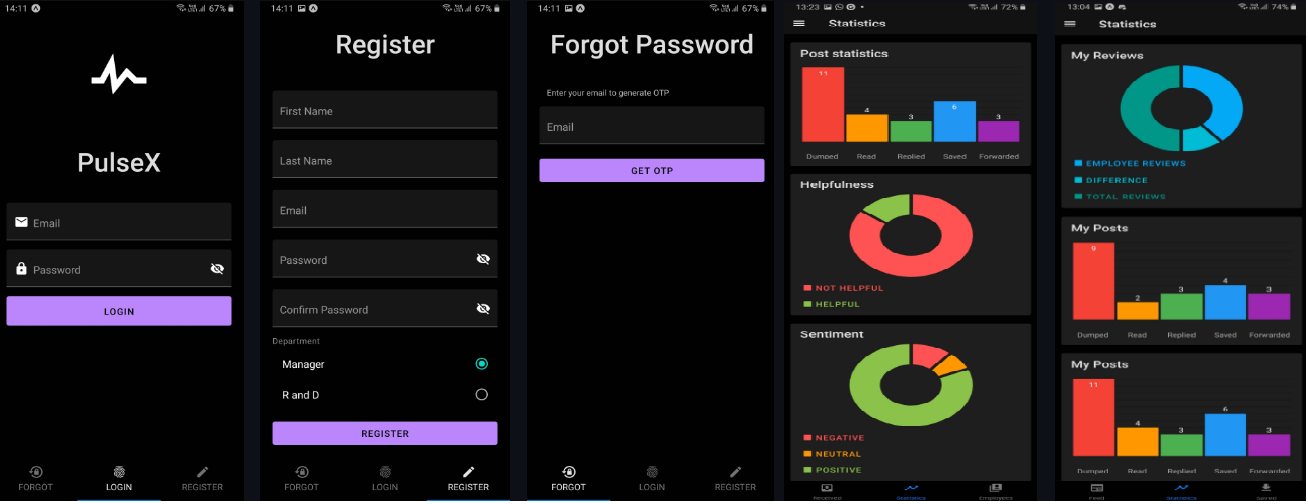 14:11
67%
PulseX
Email
Password
LOGIN
FORGOT
LOGIN
REGISTER
14:11
67%
Register
First Name
Last Name
Email
Password
Confirm Password
Department
Manager
R and D
REGISTER
FORGOT
LOGIN
REGISTER
14:11
67%
Forgot Password
Enter your email to generate OTP
Email
GET OTP
FORGOT
LOGIN
REGISTER
13:23
72%
Statistics
Post statistics
11
4
3
6
3
Dumped Read Replied Saved Forwarded
Helpfulness
NOT HELPFUL
HELPFUL
Sentiment
NEGATIVE
NEUTRAL
POSITIVE
Received
Statistics
Employees
13:04
74%
Statistics
My Reviews
EMPLOYEE REVIEWS
DIFFERENCE
TOTAL REVIEWS
My Posts
9
2
3
4
3
Dumped Read Replied Saved Forwarded
My Posts
11
4
3
6
3
Dumped Read Replied Saved Forwarded
Feed
Statistics
Saved